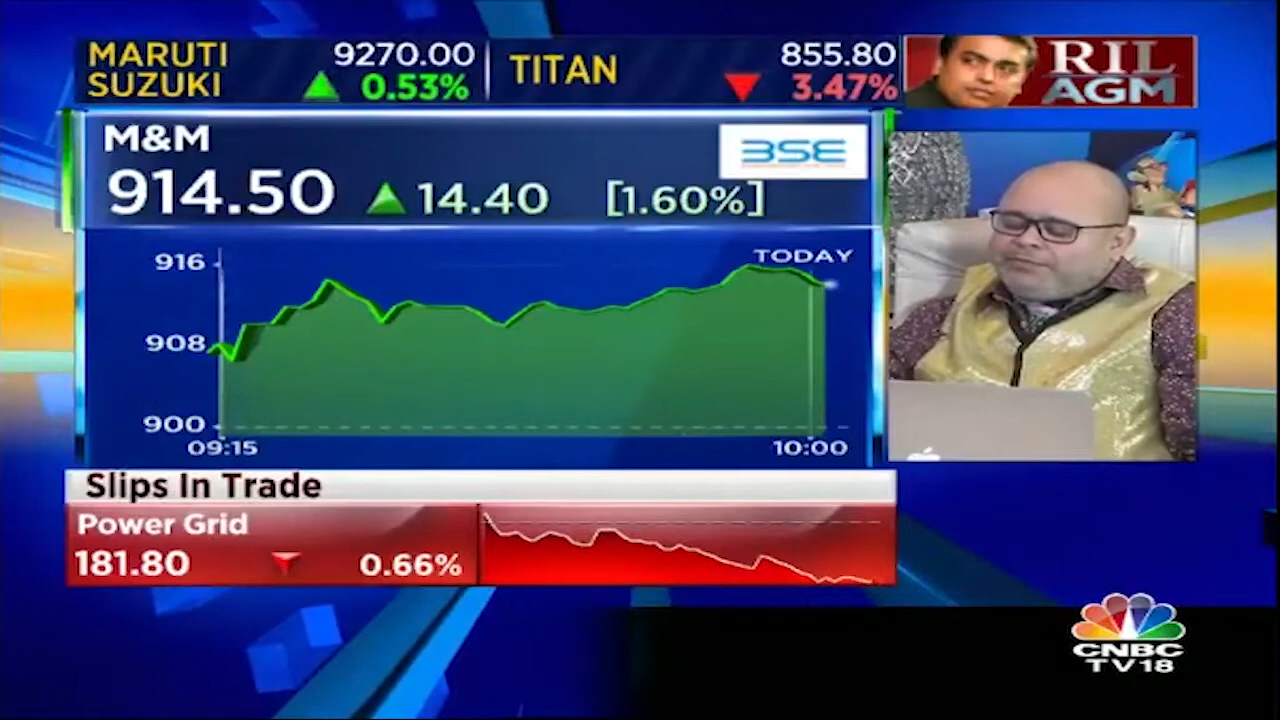 MARUTI SUZUKI
9270.00
0.53%
TITAN
855.80
3.47%
RIL
AGM
M&M
BSE
914.50
14.40
[1.60%]
TODAY
916
908
900
09:15
10:00
Slips In Trade
Power Grid
181.80
0.66%
CNBC
TV18